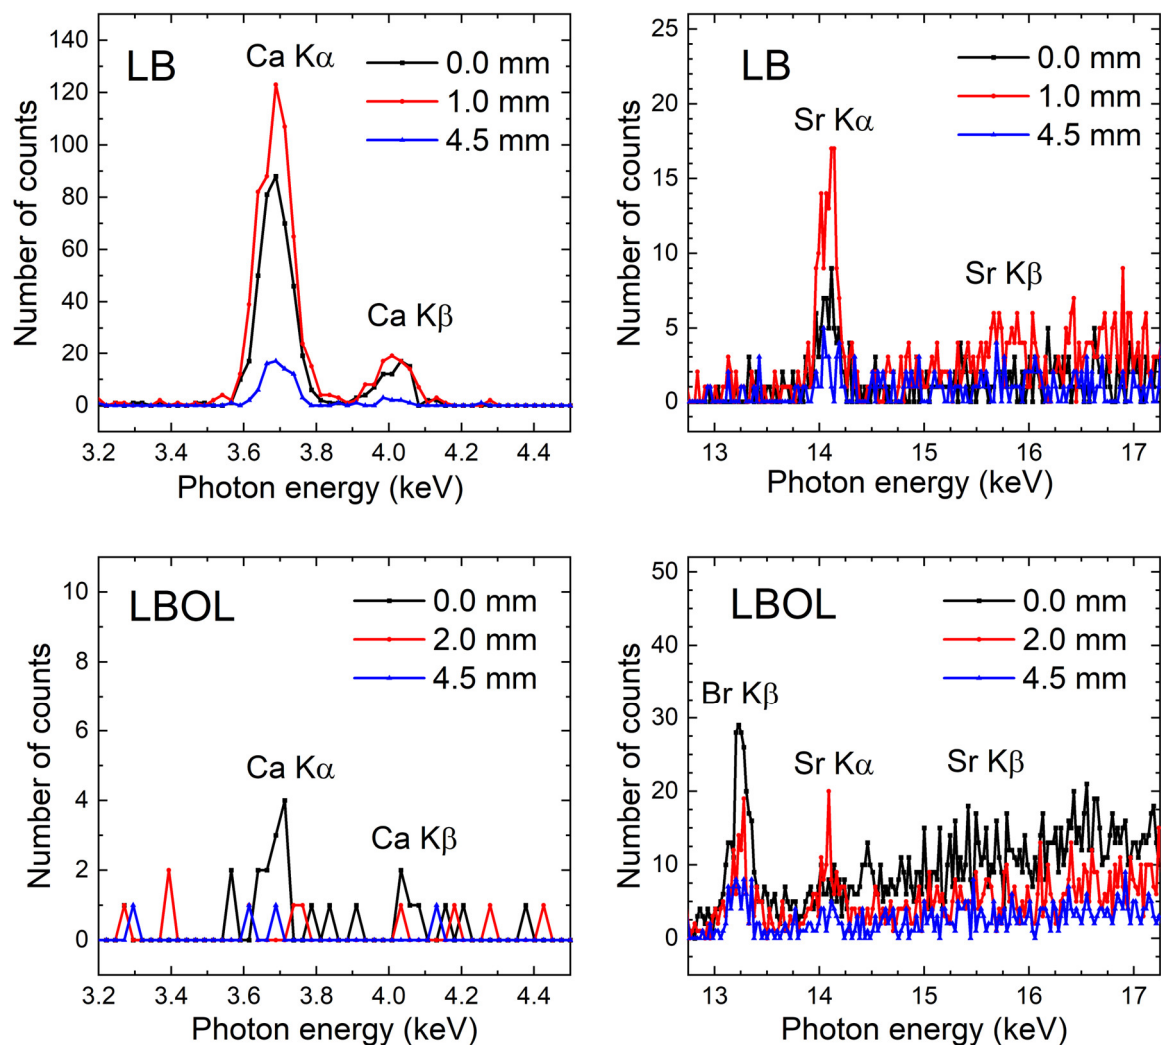 LB
Ca Kα
0.0 mm
1.0 mm
4.5 mm
Ca Kβ
Number of counts
140
120
100
80
60
40
20
0
3.2 3.4 3.6 3.8 4.0 4.2 4.4
Photon energy (keV)
LB
Sr Kα
0.0 mm
1.0 mm
4.5 mm
Sr Kβ
Number of counts
25
20
15
10
5
0
13 14 15 16 17
Photon energy (keV)
LBOL
0.0 mm
2.0 mm
4.5 mm
Ca Kα
Ca Kβ
Number of counts
10
8
6
4
2
0
3.2 3.4 3.6 3.8 4.0 4.2 4.4
Photon energy (keV)
LBOL
0.0 mm
2.0 mm
4.5 mm
Br Kβ
Sr Kα
Sr Kβ
Number of counts
50
40
30
20
10
0
13 14 15 16 17
Photon energy (keV)